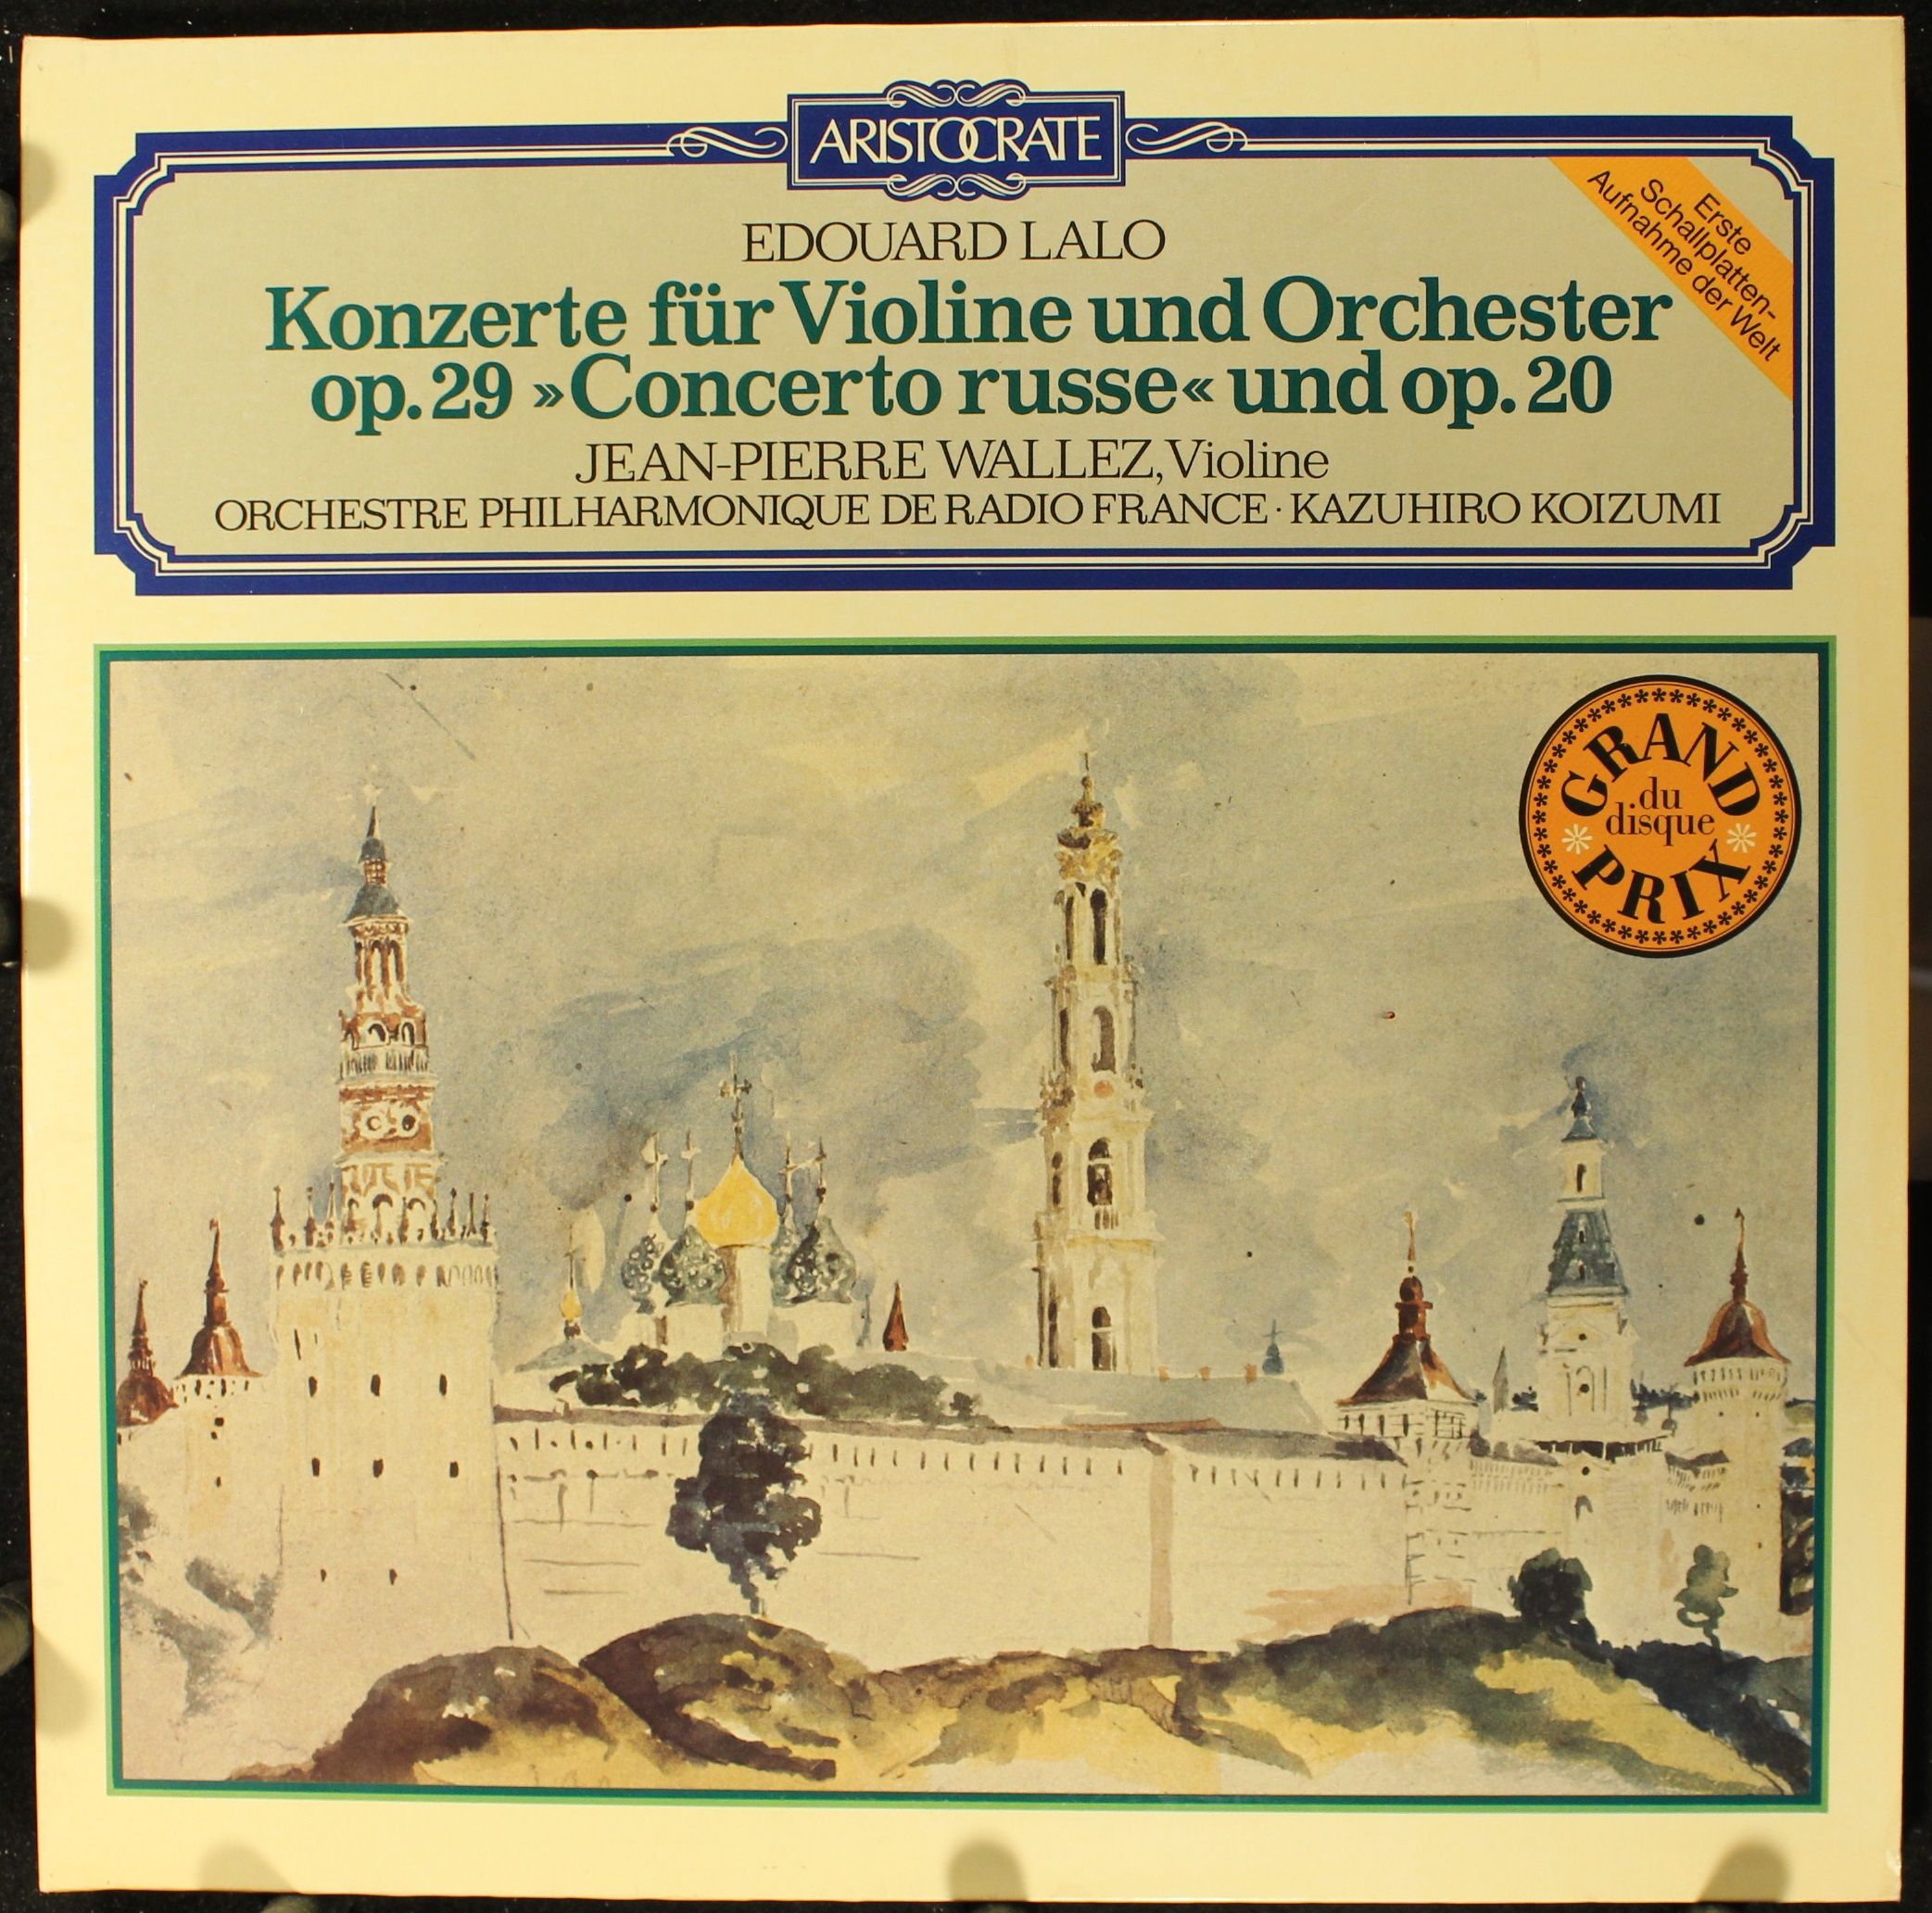 ARISTOCRATE
EDOUARD LALO
Konzerte für Violine und Orchester
op. 29 »Concerto russe« und op. 20
JEAN-PIERRE WALLEZ, Violine
ORCHESTRE PHILHARMONIQUE DE RADIO FRANCE · KAZUHIRO KOIZUMI
Erste
Schallplatten-
Aufnahme der Welt
GRAND
du
disque
PRIX